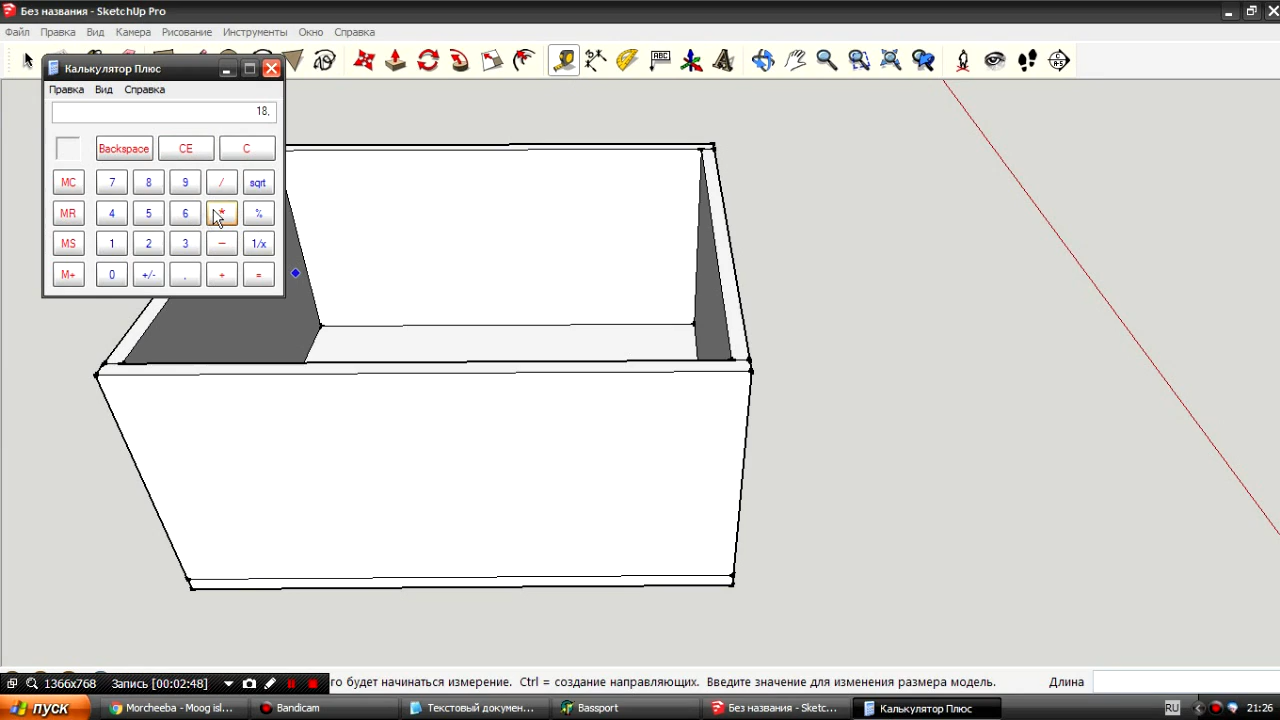 Без названия - SketchUp Pro
Файл Правка Вид Камера Рисование Инструменты Окно Справка
ABC
A
C
A-S
Калькулятор Плюс
Правка Вид Справка
18,
Backspace CE C
MC 7 8 9 / sqrt
MR 4 5 6 * %
MS 1 2 3 - 1/x
M+ 0 +/- , + =
1366x768 Запись [00:02:48]
го будет начинаться измерение. Ctrl = создание направляющих. Введите значение для изменения размера модель. Длина
пуск Morcheeba - Moog isl... Bandicam Текстовый докумен... Bassport Без названия - Sketc... Калькулятор Плюс RU 21:26